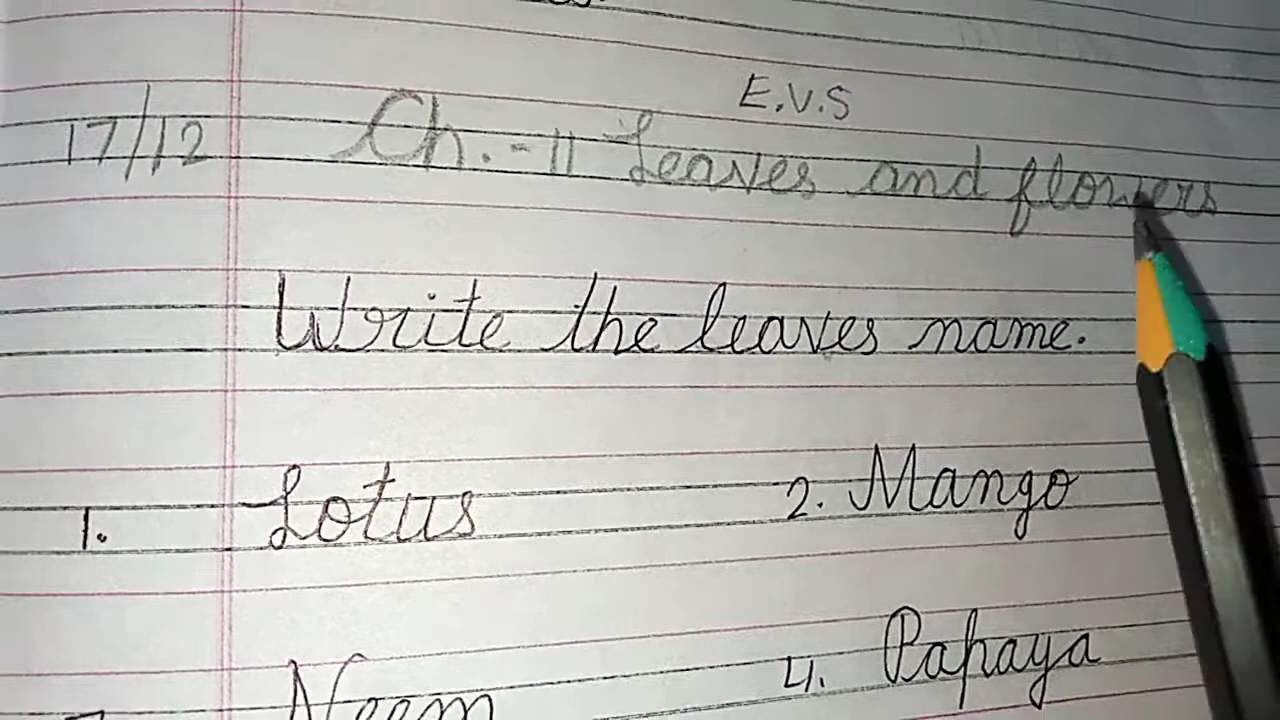 E.V.S
17/12 Ch.-11 Leaves and flowers
Write the leaves name.
1. Lotus 2. Mango
Neem 4. Papaya